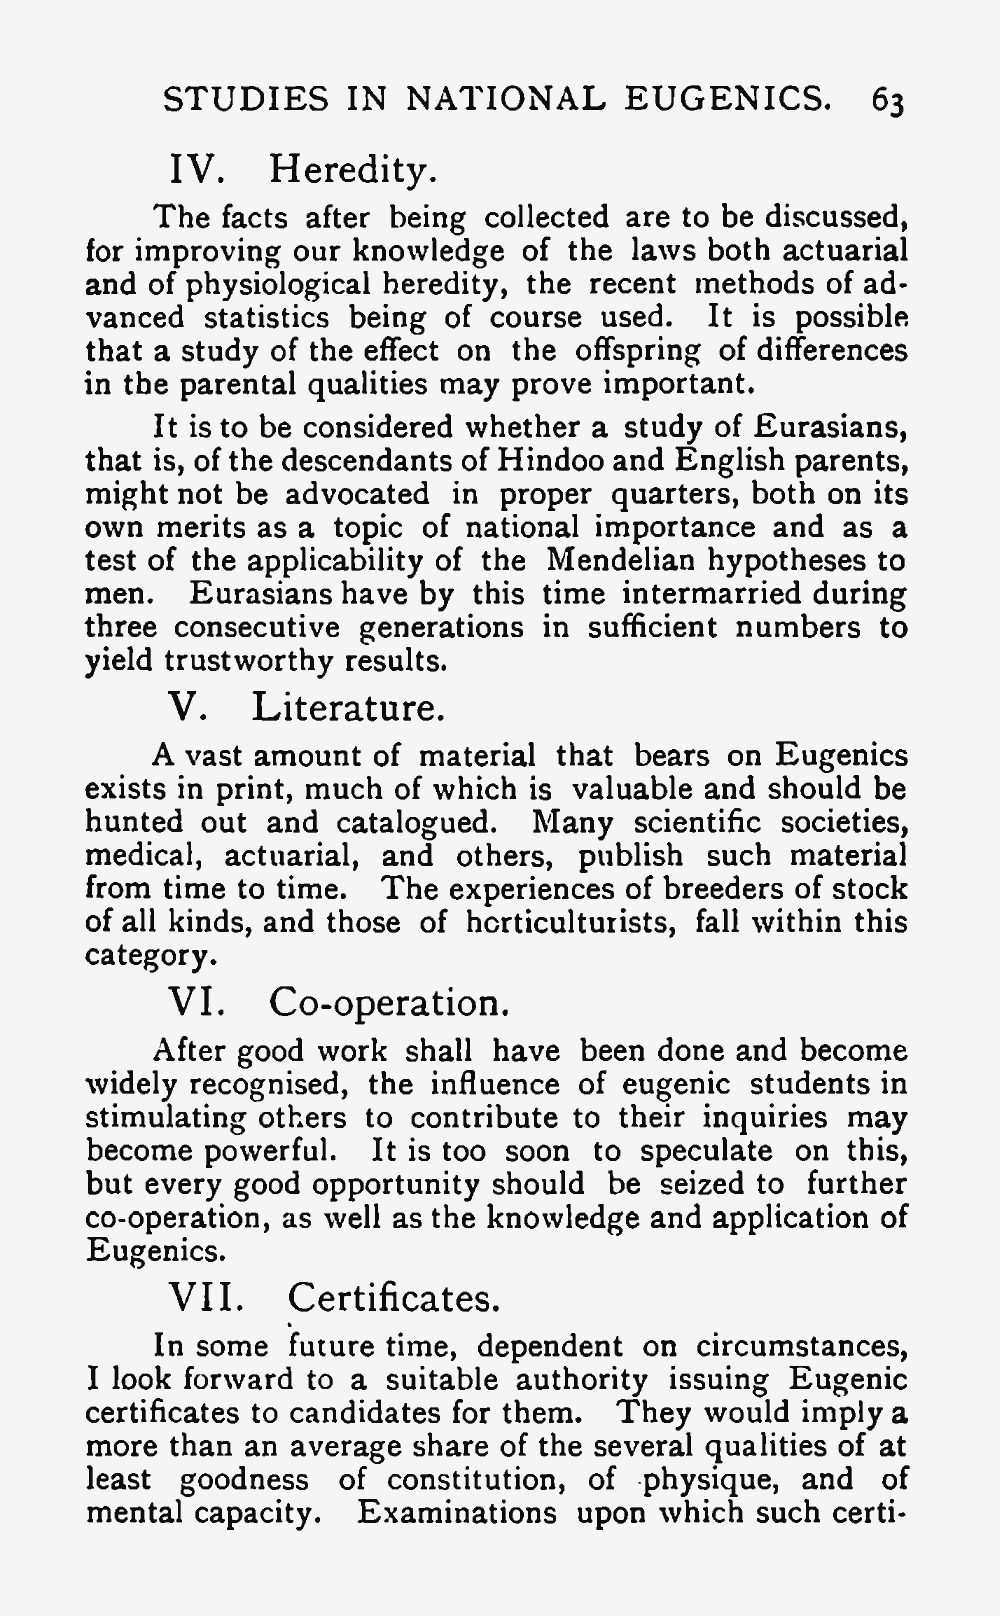 STUDIES IN NATIONAL EUGENICS. 63
IV. Heredity.
The facts after being collected are to be discussed,
for improving our knowledge of the laws both actuarial
and of physiological heredity, the recent methods of ad-
vanced statistics being of course used. It is possible
that a study of the effect on the offspring of differences
in the parental qualities may prove important.
It is to be considered whether a study of Eurasians,
that is, of the descendants of Hindoo and English parents,
might not be advocated in proper quarters, both on its
own merits as a topic of national importance and as a
test of the applicability of the Mendelian hypotheses to
men. Eurasians have by this time intermarried during
three consecutive generations in sufficient numbers to
yield trustworthy results.
V. Literature.
A vast amount of material that bears on Eugenics
exists in print, much of which is valuable and should be
hunted out and catalogued. Many scientific societies,
medical, actuarial, and others, publish such material
from time to time. The experiences of breeders of stock
of all kinds, and those of horticulturists, fall within this
category.
VI. Co-operation.
After good work shall have been done and become
widely recognised, the influence of eugenic students in
stimulating others to contribute to their inquiries may
become powerful. It is too soon to speculate on this,
but every good opportunity should be seized to further
co-operation, as well as the knowledge and application of
Eugenics.
VII. Certificates.
In some future time, dependent on circumstances,
I look forward to a suitable authority issuing Eugenic
certificates to candidates for them. They would imply a
more than an average share of the several qualities of at
least goodness of constitution, of physique, and of
mental capacity. Examinations upon which such certi-